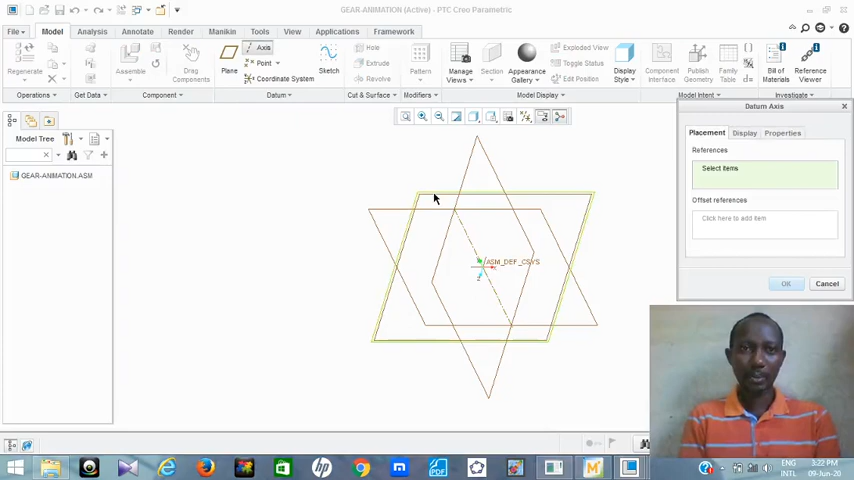 GEAR-ANIMATION (Active) - PTC Creo Parametric
File Model Analysis Annotate Render Manikin Tools View Applications Framework
Regenerate
Assemble
Drag Components
Plane
Axis
Point
Coordinate System
Sketch
Hole
Extrude
Revolve
Pattern
Manage Views
Section
Appearance Gallery
Exploded View
Toggle Status
Edit Position
Display Style
Component Interface
Publish Geometry
Family Table
d=
Bill of Materials
Reference Viewer
Operations Get Data Component Datum Cut & Surface Modifiers Model Display Model Intent Investigate
Model Tree
GEAR-ANIMATION.ASM
ASM_DEF_CSYS
X
Z
Datum Axis
Placement Display Properties
References
Select items
Offset references
Click here to add item
OK Cancel
ENG
INTL
3:22 PM
09-Jun-20